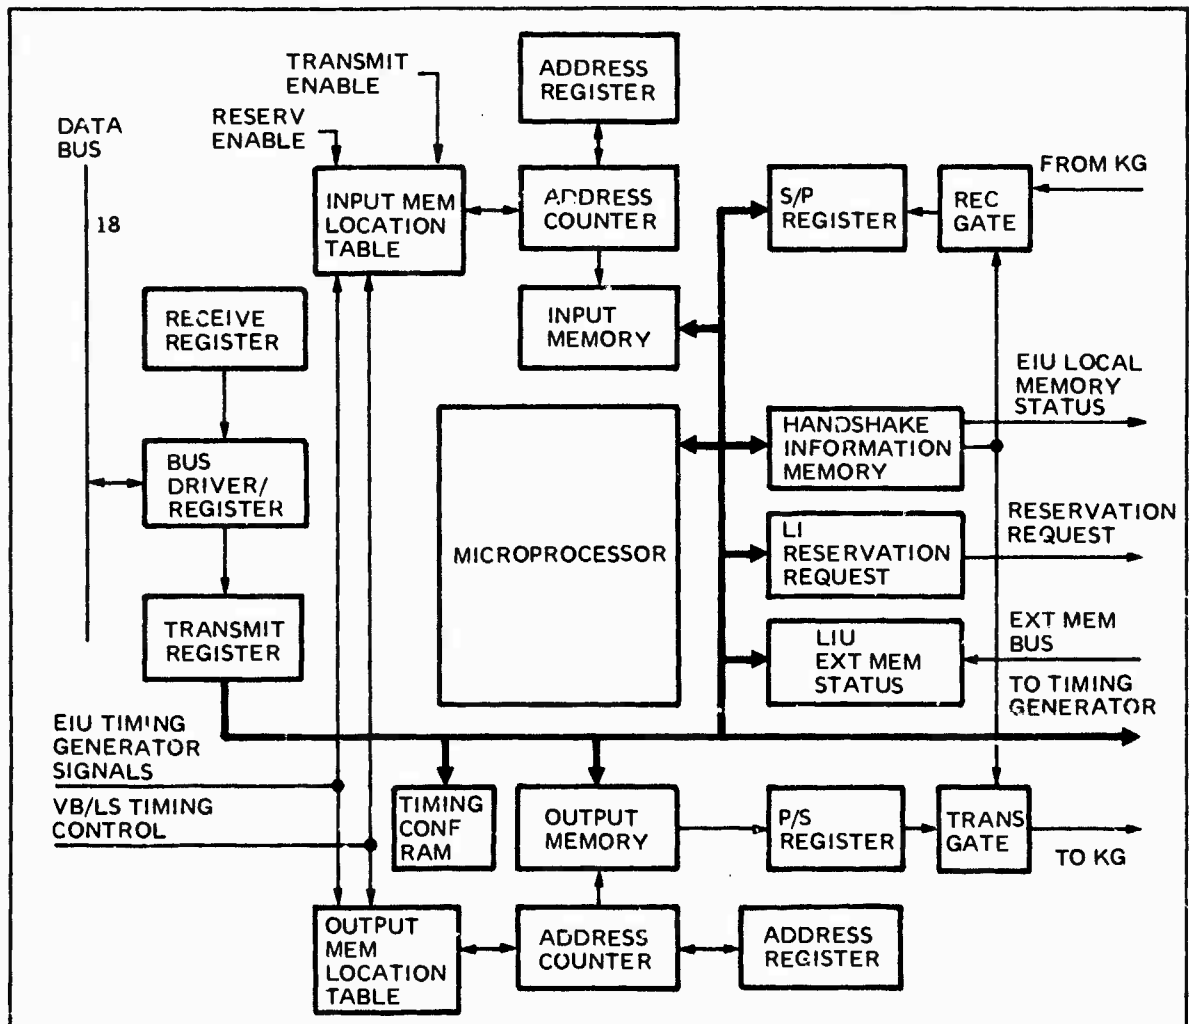 TRANSMIT
ENABLE
ADDRESS
REGISTER
DATA
BUS
RESERV
ENABLE
18
INPUT MEM
LOCATION
TABLE
ADDRESS
COUNTER
S/P
REGISTER
REC
GATE
FROM KG
RECEIVE
REGISTER
INPUT
MEMORY
EIU LOCAL
MEMORY
STATUS
BUS
DRIVER/
REGISTER
MICROPROCESSOR
HANDSHAKE
INFORMATION
MEMORY
LI
RESERVATION
REQUEST
RESERVATION
REQUEST
TRANSMIT
REGISTER
LIU
EXT MEM
STATUS
EXT MEM
BUS
TO TIMING
GENERATOR
EIU TIMING
GENERATOR
SIGNALS
VB/LS TIMING
CONTROL
TIMING
CONF
RAM
OUTPUT
MEMORY
P/S
REGISTER
TRANS
GATE
TO KG
OUTPUT
MEM
LOCATION
TABLE
ADDRESS
COUNTER
ADDRESS
REGISTER